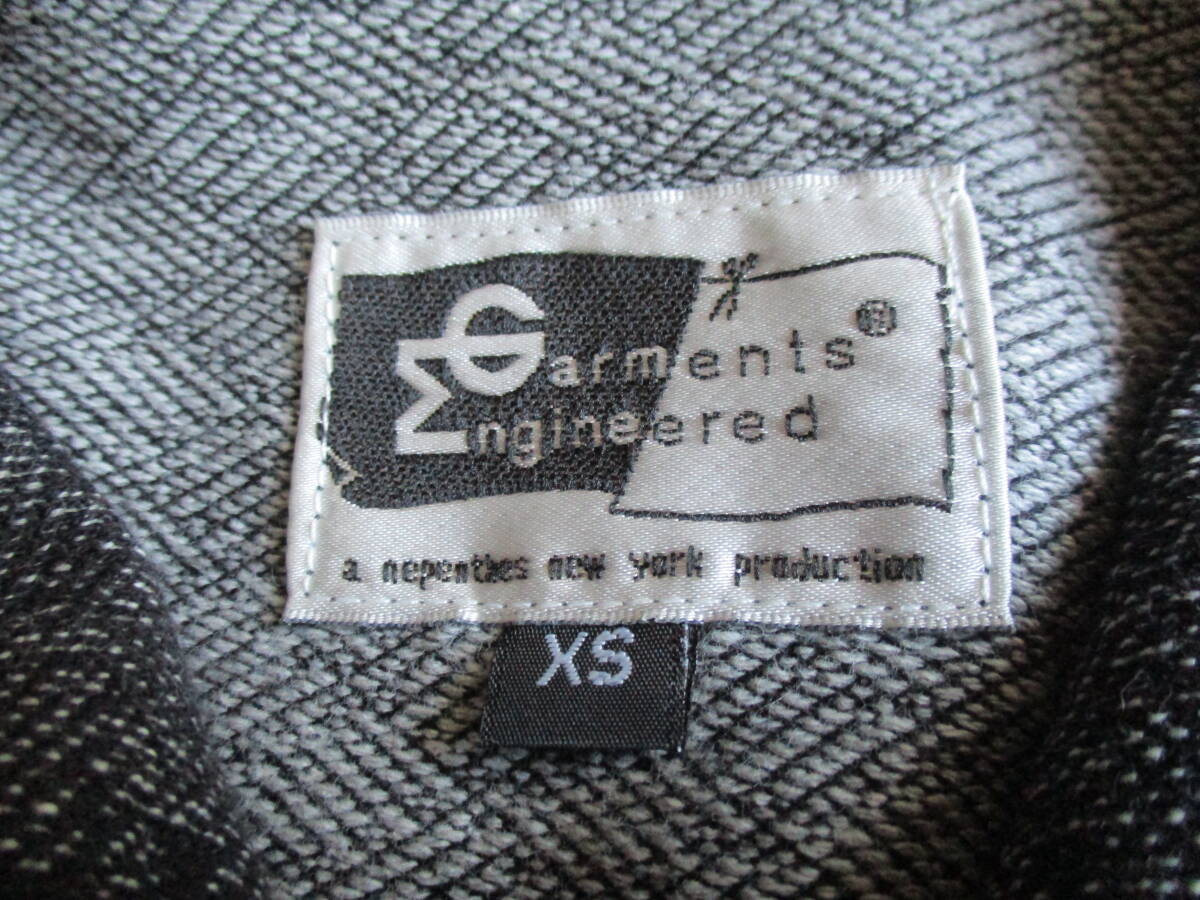 Garments®
Engineered
a nepenthes new york production
XS